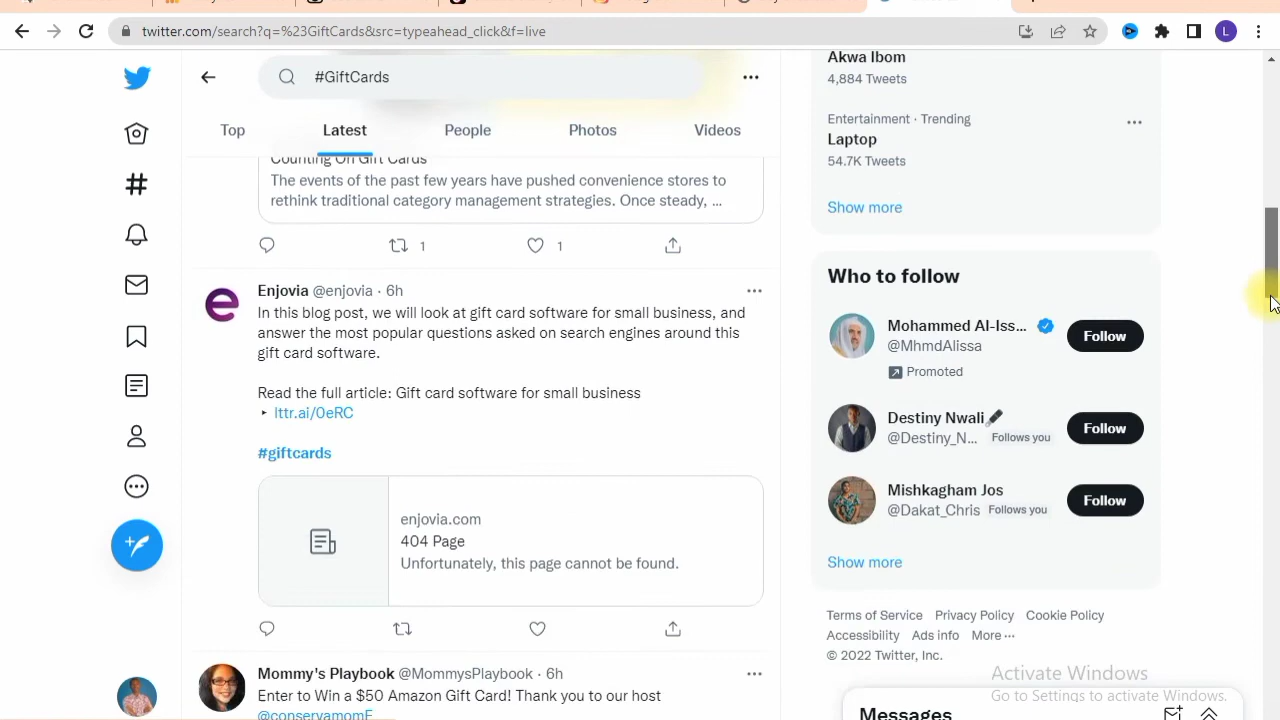 twitter.com/search?q=%23GiftCards&src=typeahead_click&f=live
L
#GiftCards
Top
Latest
People
Photos
Videos
Counting On Gift Cards
The events of the past few years have pushed convenience stores to
rethink traditional category management strategies. Once steady, ...
1
1
Enjovia @enjovia · 6h
In this blog post, we will look at gift card software for small business, and
answer the most popular questions asked on search engines around this
gift card software.
Read the full article: Gift card software for small business
‣ lttr.ai/0eRC
#giftcards
enjovia.com
404 Page
Unfortunately, this page cannot be found.
Mommy's Playbook @MommysPlaybook · 6h
Enter to Win a $50 Amazon Gift Card! Thank you to our host
@conservamomF
Akwa Ibom
4,884 Tweets
Entertainment · Trending
Laptop
54.7K Tweets
Show more
Who to follow
Mohammed Al-Iss...
@MhmdAlissa
Follow
Promoted
Destiny Nwali
@Destiny_N... Follows you
Follow
Mishkagham Jos
@Dakat_Chris Follows you
Follow
Show more
Terms of Service Privacy Policy Cookie Policy
Accessibility Ads info More ···
© 2022 Twitter, Inc.
Activate Windows
Go to Settings to activate Windows.
Messages